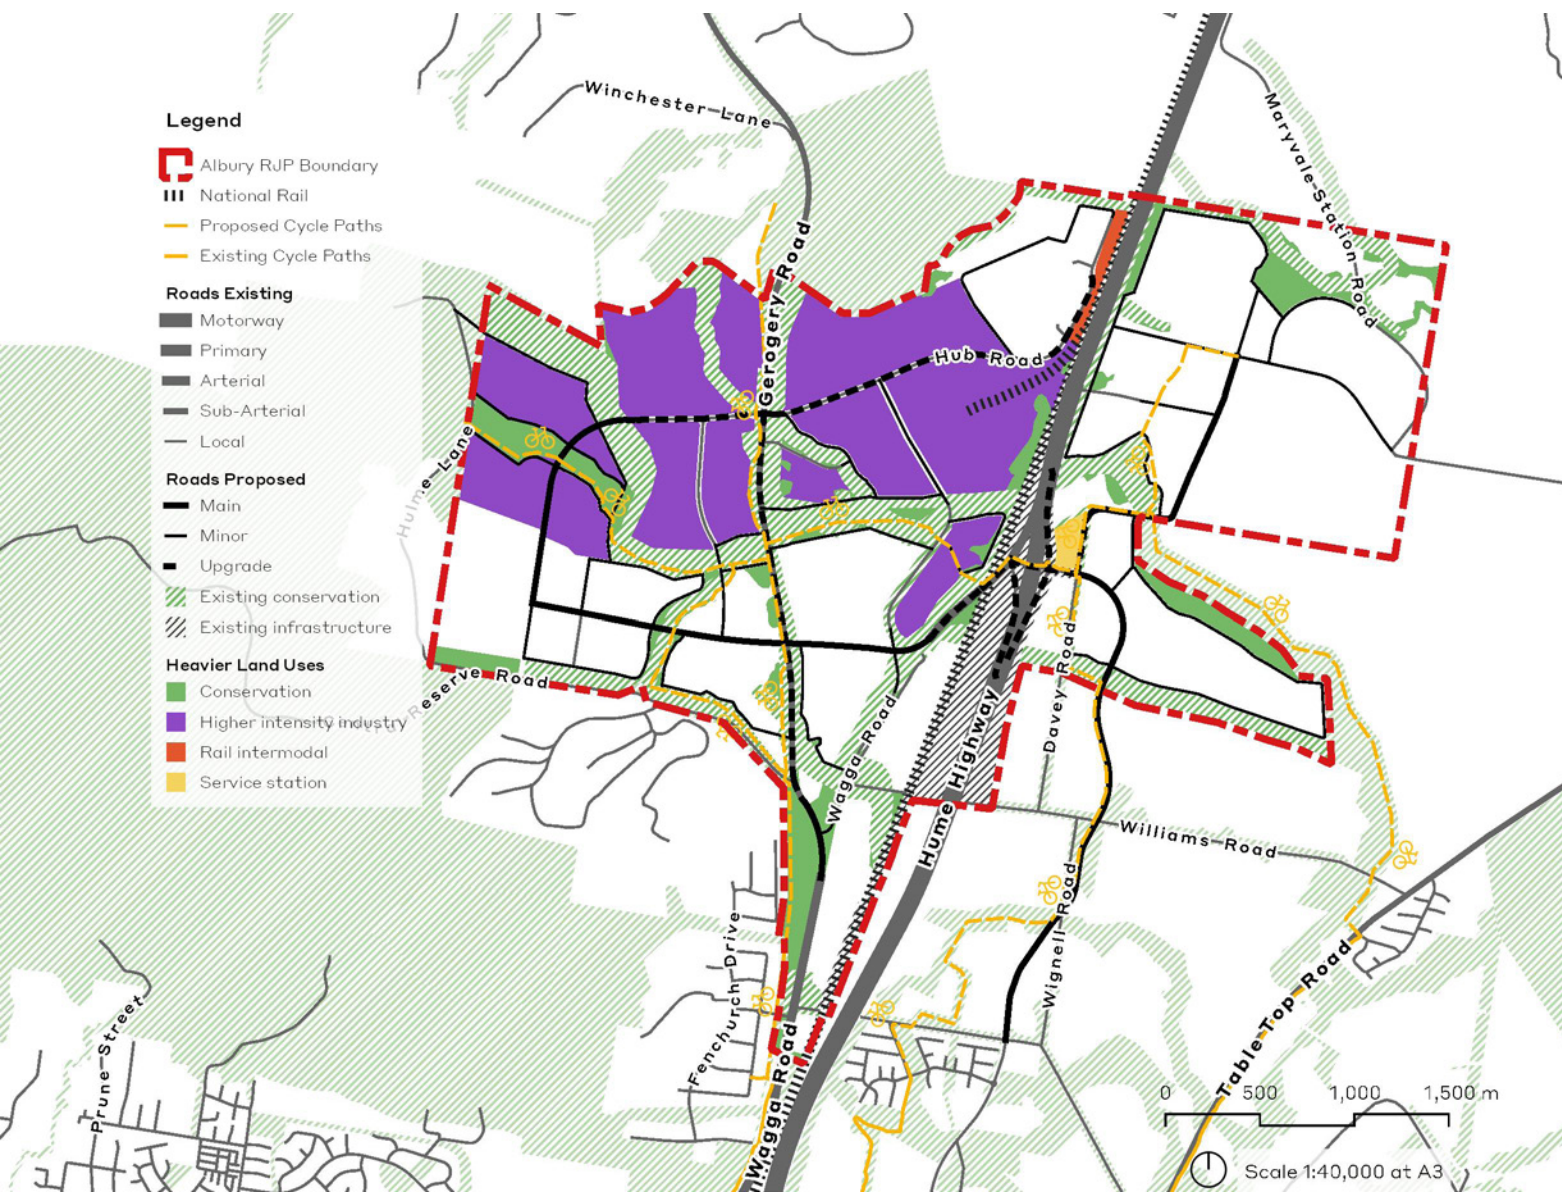 Legend
Albury RJP Boundary
National Rail
Proposed Cycle Paths
Existing Cycle Paths
Roads Existing
Motorway
Primary
Arterial
Sub-Arterial
Local
Roads Proposed
Main
Minor
Upgrade
Existing conservation
Existing infrastructure
Heavier Land Uses
Conservation
Higher intensity industry
Rail intermodal
Service station
Winchester Lane
Maryvale Station Road
Gerogery Road
Hub Road
Hulme Lane
Reserve Road
Wagga Road
Hume Highway
Davey Road
Williams Road
Wignell Road
Fenchurch Drive
Prune Street
Wagga Road
Table Top Road
0 500 1,000 1,500 m
Scale 1:40,000 at A3